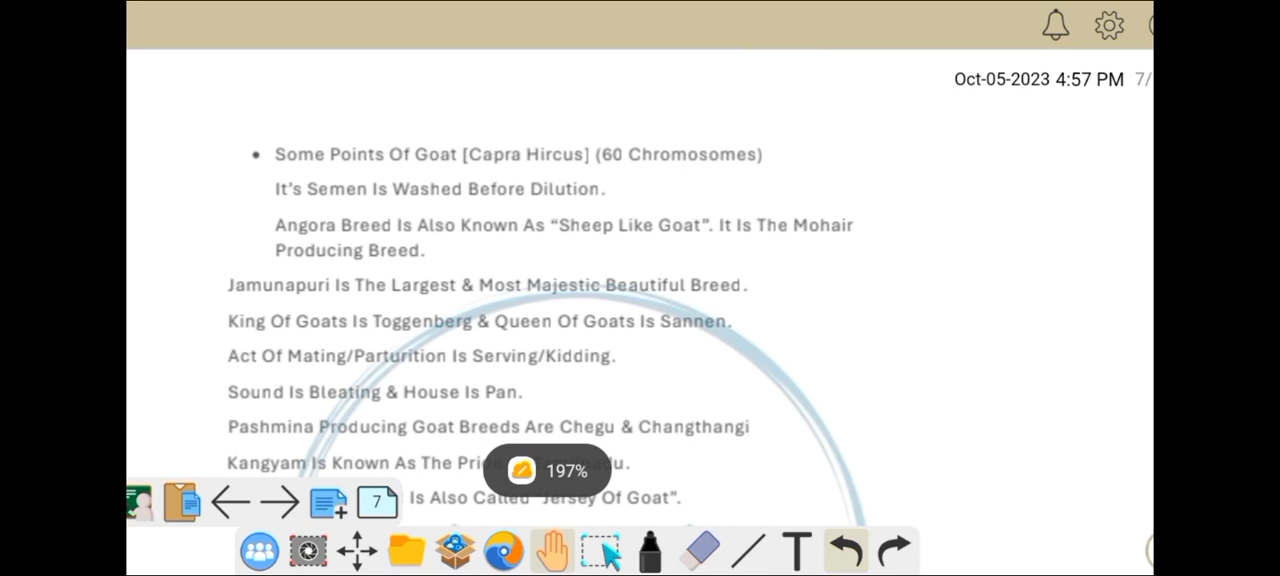 Oct-05-2023 4:57 PM 7/
• Some Points Of Goat [Capra Hircus] (60 Chromosomes)
It's Semen Is Washed Before Dilution.
Angora Breed Is Also Known As “Sheep Like Goat”. It Is The Mohair
Producing Breed.
Jamunapuri Is The Largest & Most Majestic Beautiful Breed.
King Of Goats Is Toggenberg & Queen Of Goats Is Sannen.
Act Of Mating/Parturition Is Serving/Kidding.
Sound Is Bleating & House Is Pan.
Pashmina Producing Goat Breeds Are Chegu & Changthangi
Kangyam Is Known As The
197%
Is Also Called “Jersey Of Goat”.
7
T